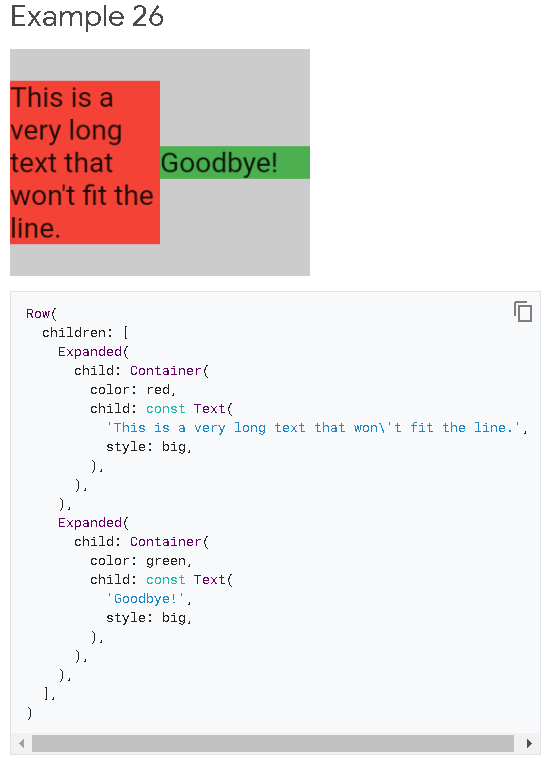 Example 26
This is a
very long
text that
won't fit the
line.
Goodbye!
Row(
  children: [
    Expanded(
      child: Container(
        color: red,
        child: const Text(
          'This is a very long text that won\'t fit the line.',
          style: big,
        ),
      ),
    ),
    Expanded(
      child: Container(
        color: green,
        child: const Text(
          'Goodbye!',
          style: big,
        ),
      ),
    ),
  ],
)